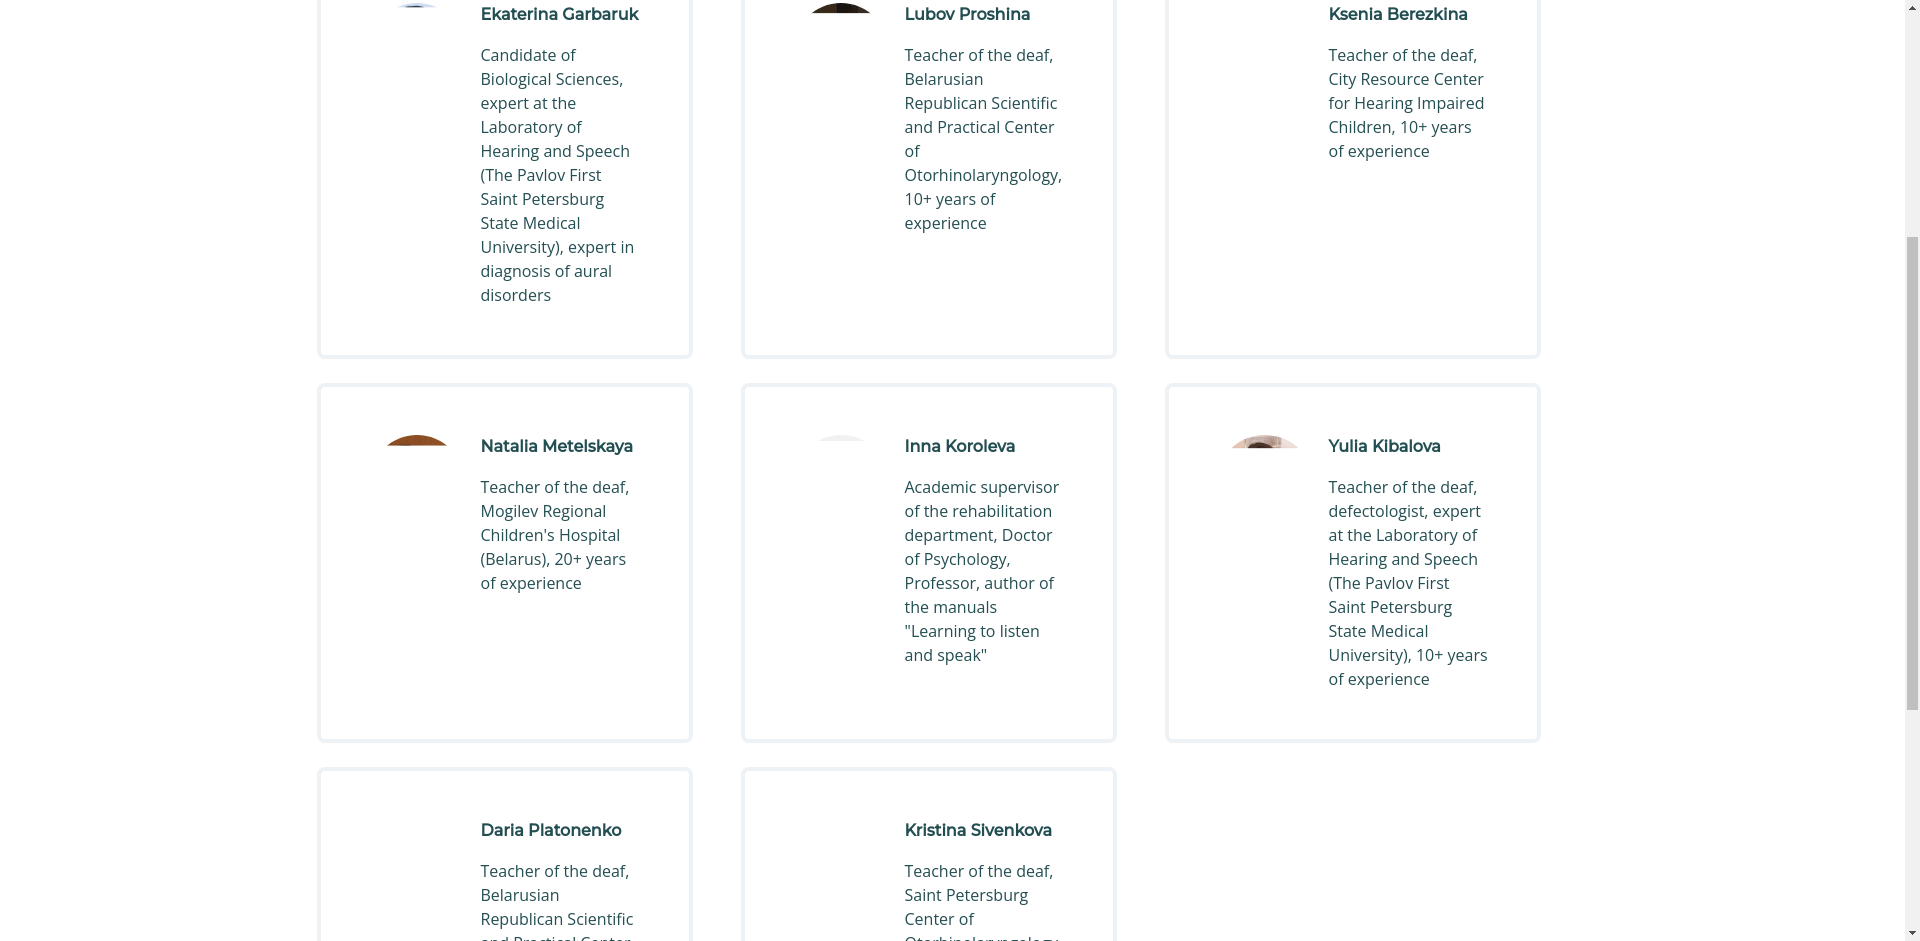 Ekaterina Garbaruk
Candidate of
Biological Sciences,
expert at the
Laboratory of
Hearing and Speech
(The Pavlov First
Saint Petersburg
State Medical
University), expert in
diagnosis of aural
disorders
Lubov Proshina
Teacher of the deaf,
Belarusian
Republican Scientific
and Practical Center
of
Otorhinolaryngology,
10+ years of
experience
Ksenia Berezkina
Teacher of the deaf,
City Resource Center
for Hearing Impaired
Children, 10+ years
of experience
Natalia Metelskaya
Teacher of the deaf,
Mogilev Regional
Children's Hospital
(Belarus), 20+ years
of experience
Inna Koroleva
Academic supervisor
of the rehabilitation
department, Doctor
of Psychology,
Professor, author of
the manuals
"Learning to listen
and speak"
Yulia Kibalova
Teacher of the deaf,
defectologist, expert
at the Laboratory of
Hearing and Speech
(The Pavlov First
Saint Petersburg
State Medical
University), 10+ years
of experience
Daria Platonenko
Teacher of the deaf,
Belarusian
Republican Scientific
and Practical Center
Kristina Sivenkova
Teacher of the deaf,
Saint Petersburg
Center of
Otorhinolaryngology